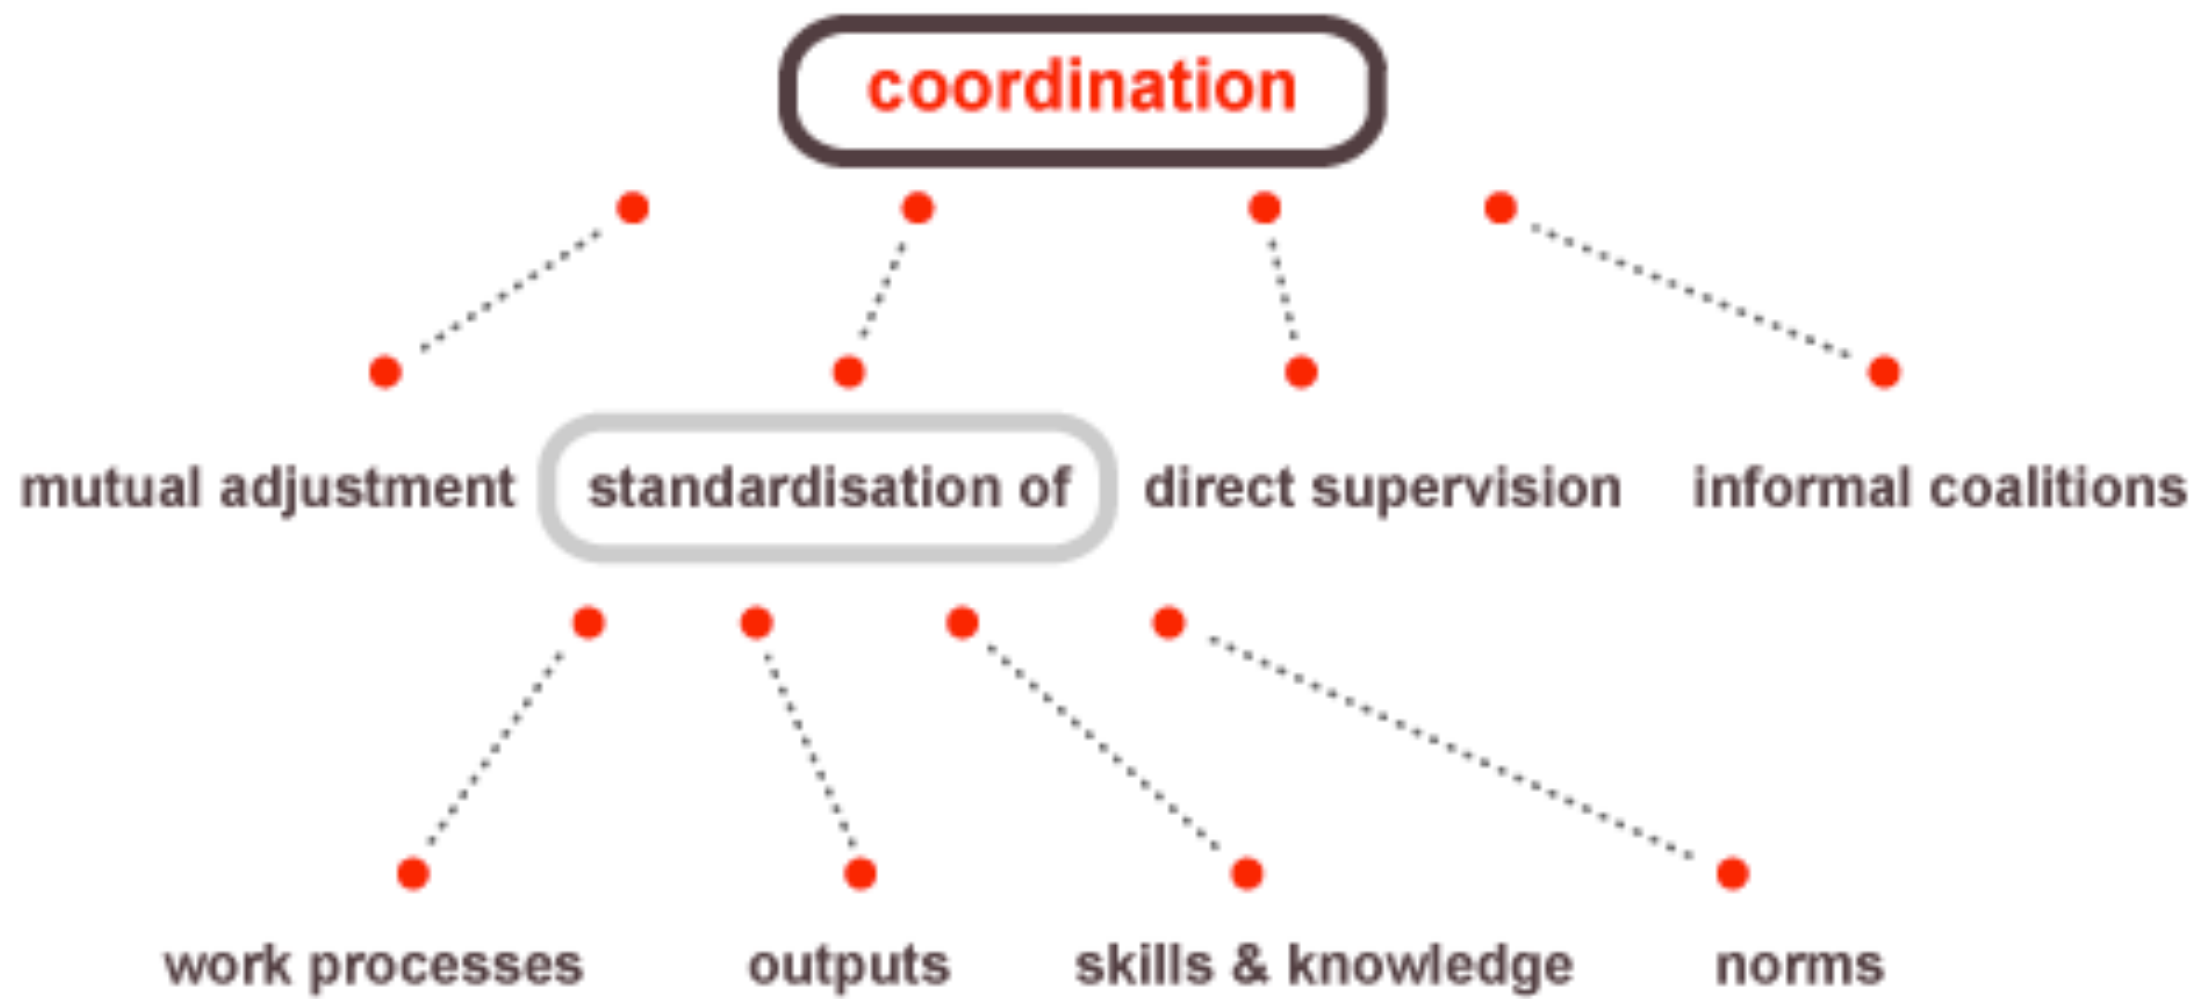 coordination
mutual adjustment
standardisation of
direct supervision
informal coalitions
work processes
outputs
skills & knowledge
norms